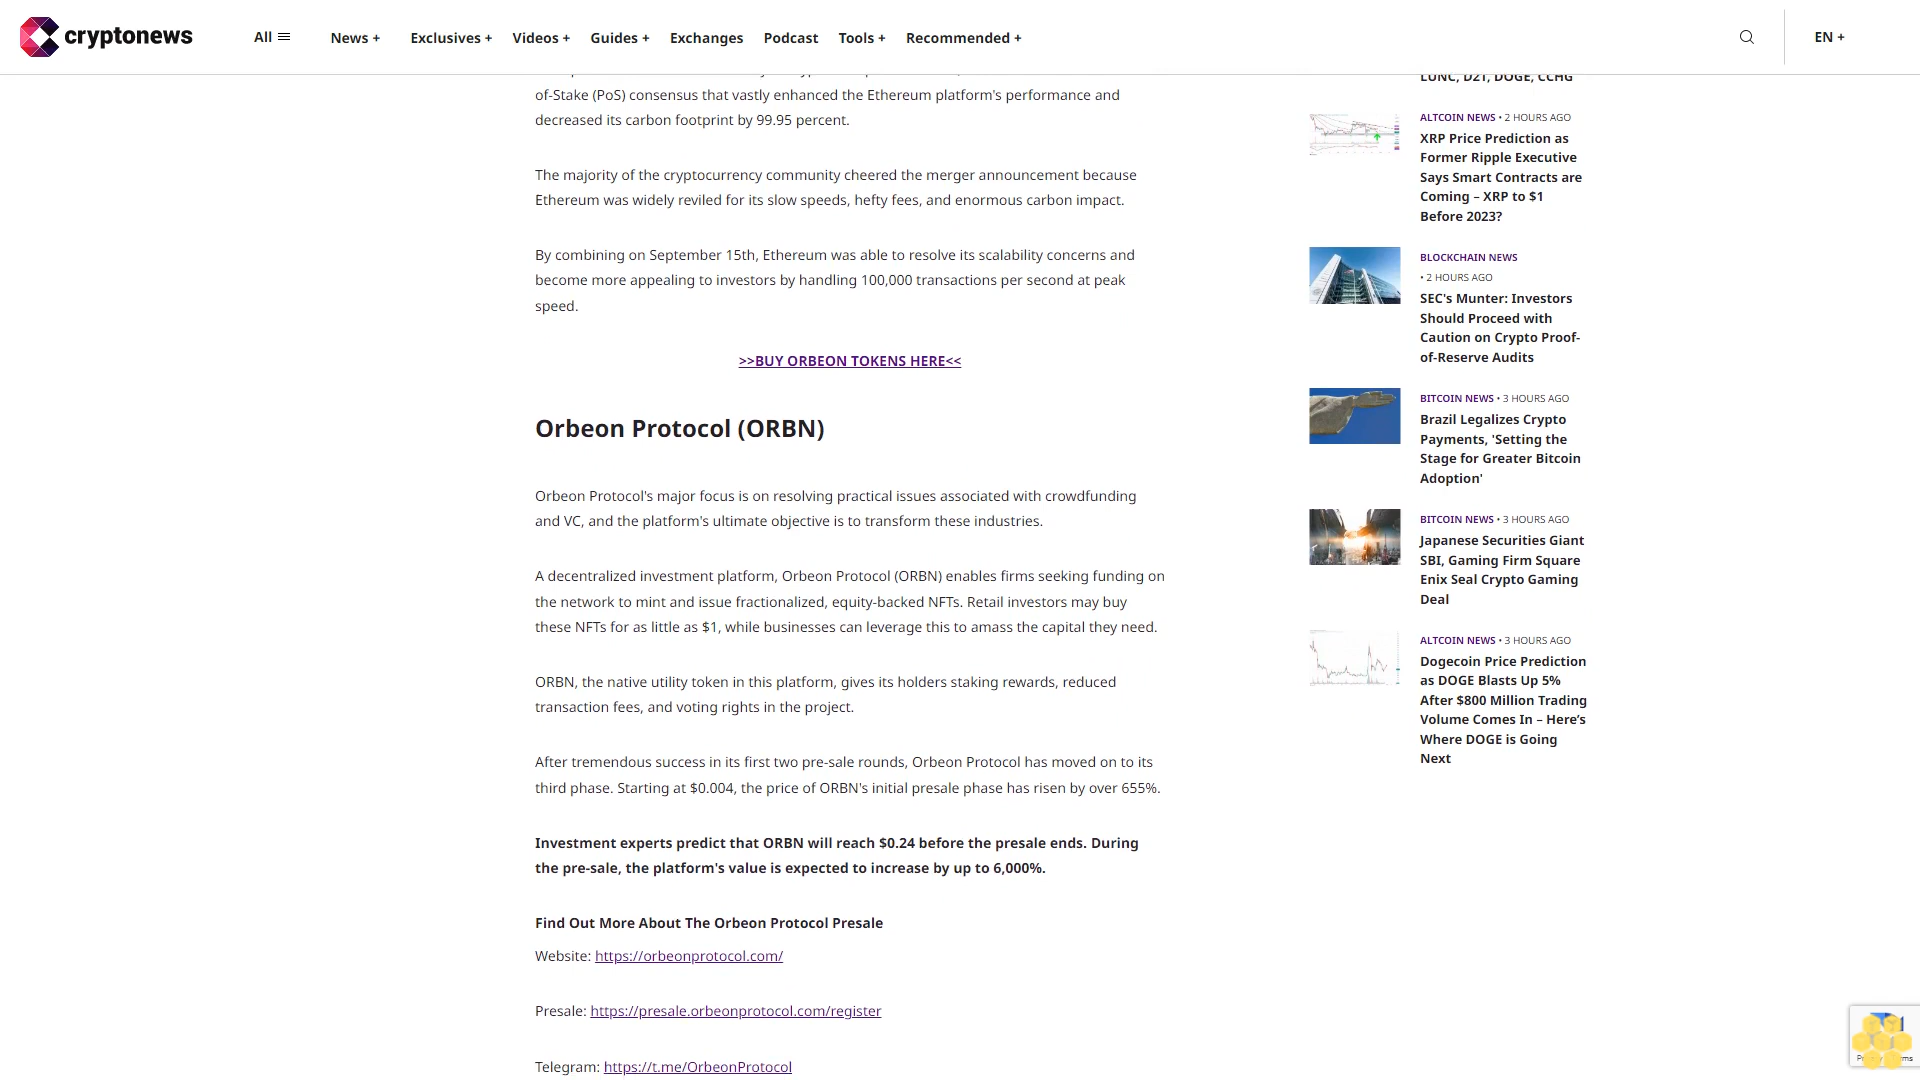 cryptonews
All
News +
Exclusives +
Videos +
Guides +
Exchanges
Podcast
Tools +
Recommended +
EN +
of-Stake (PoS) consensus that vastly enhanced the Ethereum platform's performance and
decreased its carbon footprint by 99.95 percent.
The majority of the cryptocurrency community cheered the merger announcement because
Ethereum was widely reviled for its slow speeds, hefty fees, and enormous carbon impact.
By combining on September 15th, Ethereum was able to resolve its scalability concerns and
become more appealing to investors by handling 100,000 transactions per second at peak
speed.
>>BUY ORBEON TOKENS HERE<<
Orbeon Protocol (ORBN)
Orbeon Protocol's major focus is on resolving practical issues associated with crowdfunding
and VC, and the platform's ultimate objective is to transform these industries.
A decentralized investment platform, Orbeon Protocol (ORBN) enables firms seeking funding on
the network to mint and issue fractionalized, equity-backed NFTs. Retail investors may buy
these NFTs for as little as $1, while businesses can leverage this to amass the capital they need.
ORBN, the native utility token in this platform, gives its holders staking rewards, reduced
transaction fees, and voting rights in the project.
After tremendous success in its first two pre-sale rounds, Orbeon Protocol has moved on to its
third phase. Starting at $0.004, the price of ORBN's initial presale phase has risen by over 655%.
Investment experts predict that ORBN will reach $0.24 before the presale ends. During
the pre-sale, the platform's value is expected to increase by up to 6,000%.
Find Out More About The Orbeon Protocol Presale
Website: https://orbeonprotocol.com/
Presale: https://presale.orbeonprotocol.com/register
Telegram: https://t.me/OrbeonProtocol
LUNC, D2T, DOGE, CCHG
ALTCOIN NEWS • 2 HOURS AGO
XRP Price Prediction as
Former Ripple Executive
Says Smart Contracts are
Coming – XRP to $1
Before 2023?
BLOCKCHAIN NEWS
• 2 HOURS AGO
SEC's Munter: Investors
Should Proceed with
Caution on Crypto Proof-
of-Reserve Audits
BITCOIN NEWS • 3 HOURS AGO
Brazil Legalizes Crypto
Payments, 'Setting the
Stage for Greater Bitcoin
Adoption'
BITCOIN NEWS • 3 HOURS AGO
Japanese Securities Giant
SBI, Gaming Firm Square
Enix Seal Crypto Gaming
Deal
ALTCOIN NEWS • 3 HOURS AGO
Dogecoin Price Prediction
as DOGE Blasts Up 5%
After $800 Million Trading
Volume Comes In – Here's
Where DOGE is Going
Next